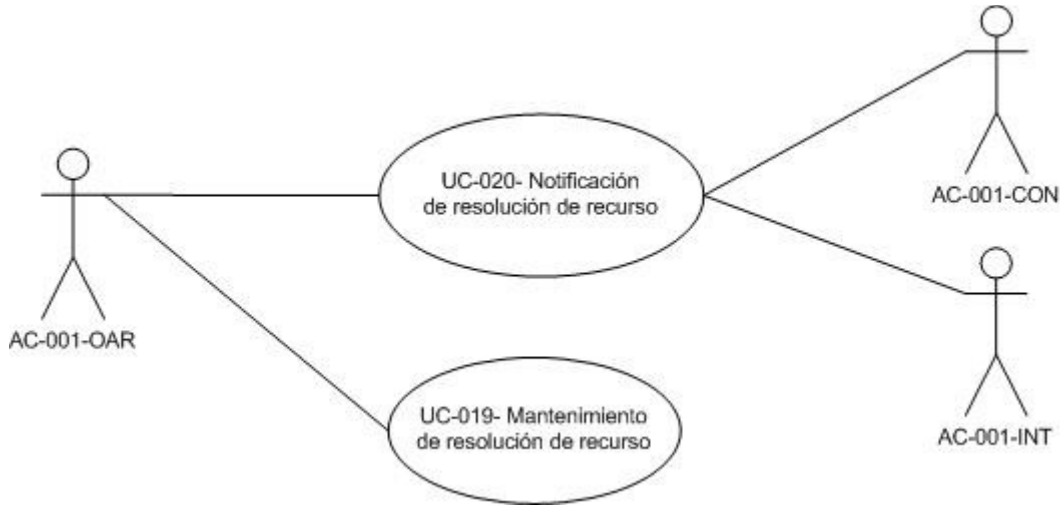 UC-020- Notificación
de resolución de recurso
AC-001-CON
AC-001-OAR
UC-019- Mantenimiento
de resolución de recurso
AC-001-INT